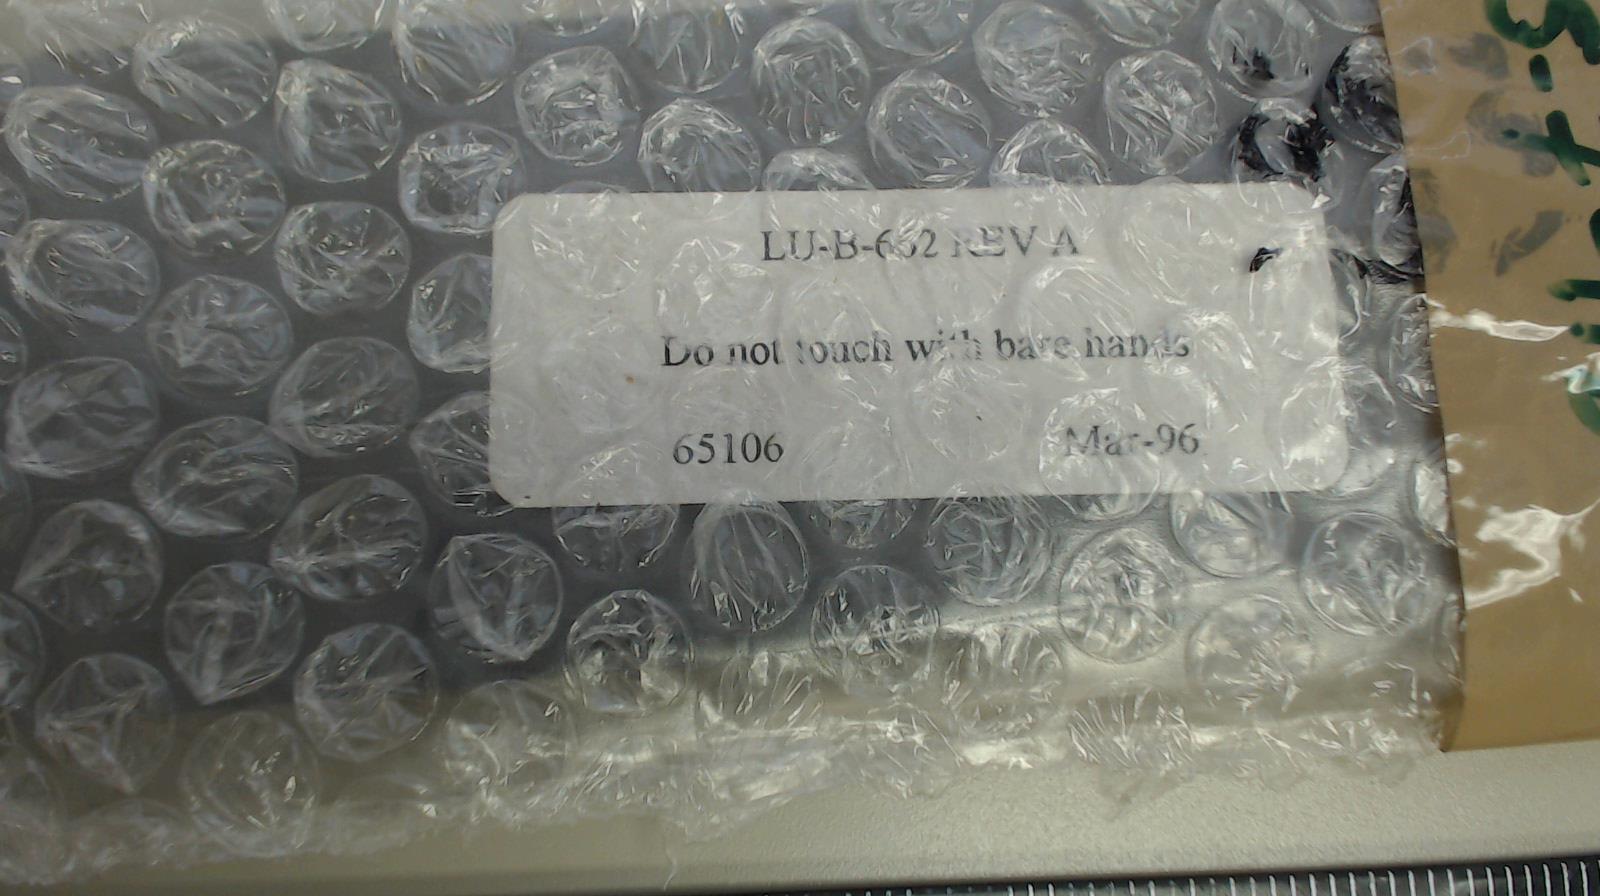 LU-B-652 REV A
Do not touch with bare hands
65106 Mar-96